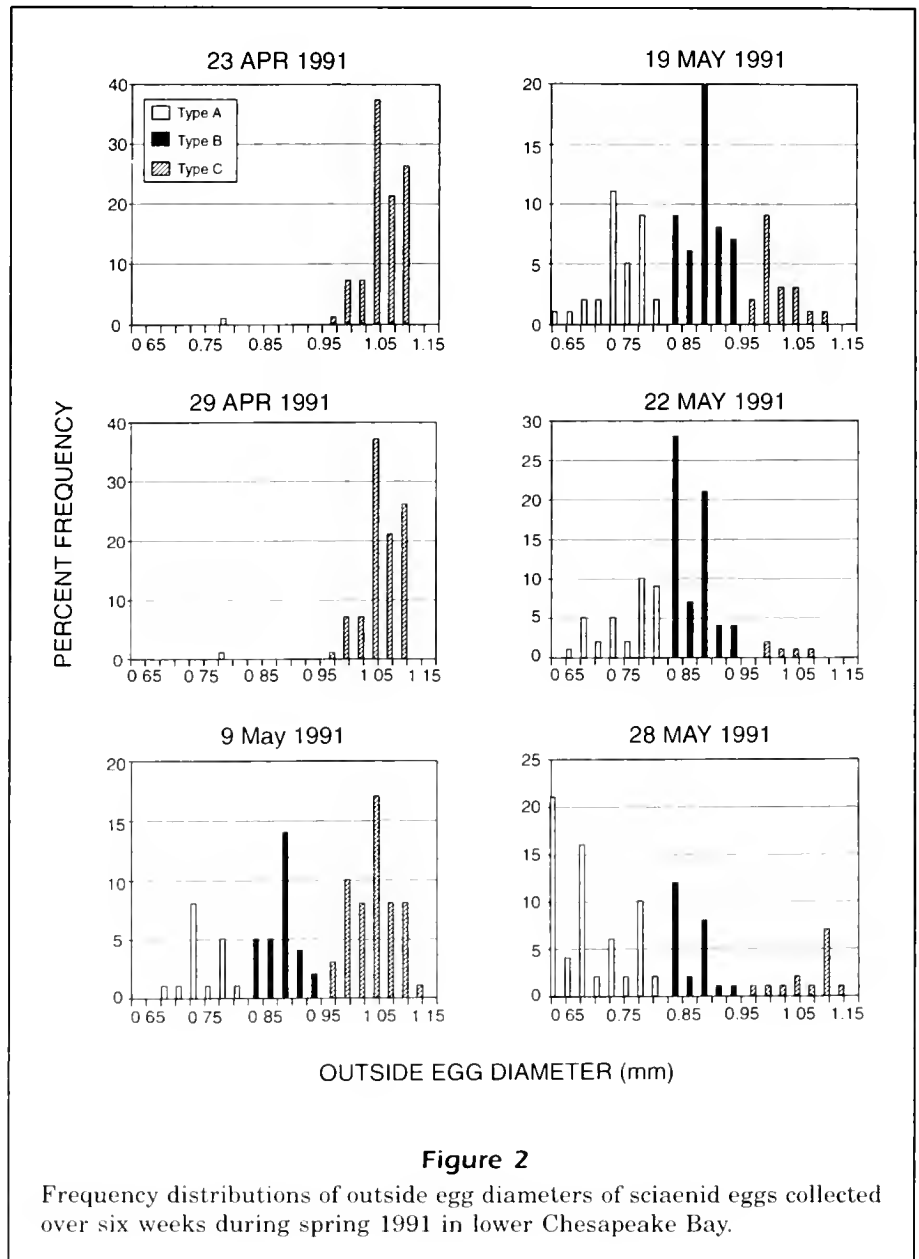 23 APR 1991
40
30
20
10
0
Type A
Type B
Type C
0 65 0.75 0.85 0.95 1.05 1.15
19 MAY 1991
20
15
10
5
0
0.65 0 75 0.85 0.95 1.05 1.15
PERCENT FREQUENCY
29 APR 1991
40
30
20
10
0
0 65 0 75 0 85 0 95 1 05 1 15
22 MAY 1991
30
25
20
15
10
5
0
0 65 0.75 0 85 0 95 1 05 1 15
9 May 1991
20
15
10
5
0
0 65 0 75 0 85 0 95 1 05 1 15
28 MAY 1991
25
20
15
10
5
0
0 65 0.75 0.85 0.95 1.05 1.15
OUTSIDE EGG DIAMETER (mm)
Figure 2
Frequency distributions of outside egg diameters of sciaenid eggs collected
over six weeks during spring 1991 in lower Chesapeake Bay.